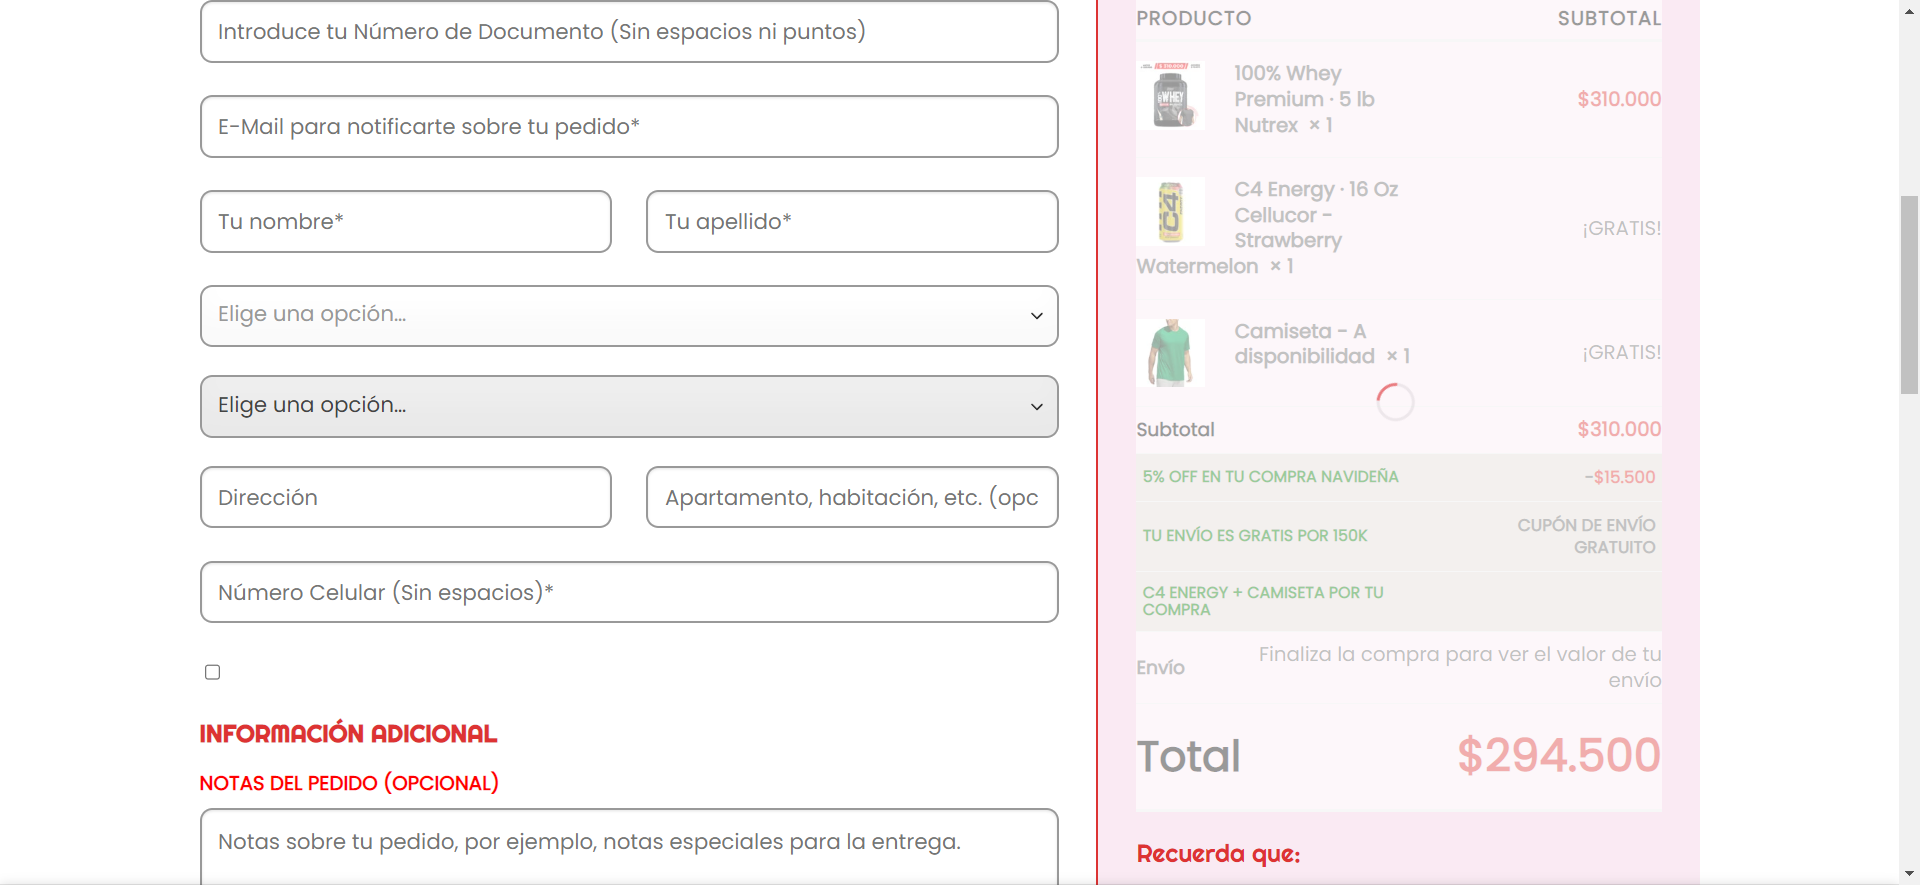 Introduce tu Número de Documento (Sin espacios ni puntos)
E-Mail para notificarte sobre tu pedido*
Tu nombre*
Tu apellido*
Elige una opción...
Elige una opción...
Dirección
Apartamento, habitación, etc. (opc
Número Celular (Sin espacios)*
INFORMACIÓN ADICIONAL
NOTAS DEL PEDIDO (OPCIONAL)
Notas sobre tu pedido, por ejemplo, notas especiales para la entrega.
PRODUCTO SUBTOTAL
100% Whey
Premium · 5 lb
Nutrex × 1
$310.000
C4 Energy · 16 Oz
Cellucor -
Strawberry
Watermelon × 1
¡GRATIS!
Camiseta - A
disponibilidad × 1
¡GRATIS!
Subtotal $310.000
5% OFF EN TU COMPRA NAVIDEÑA -$15.500
TU ENVÍO ES GRATIS POR 150K
CUPÓN DE ENVÍO
GRATUITO
C4 ENERGY + CAMISETA POR TU
COMPRA
Envío
Finaliza la compra para ver el valor de tu
envío
Total $294.500
Recuerda que:
WHEY
C4